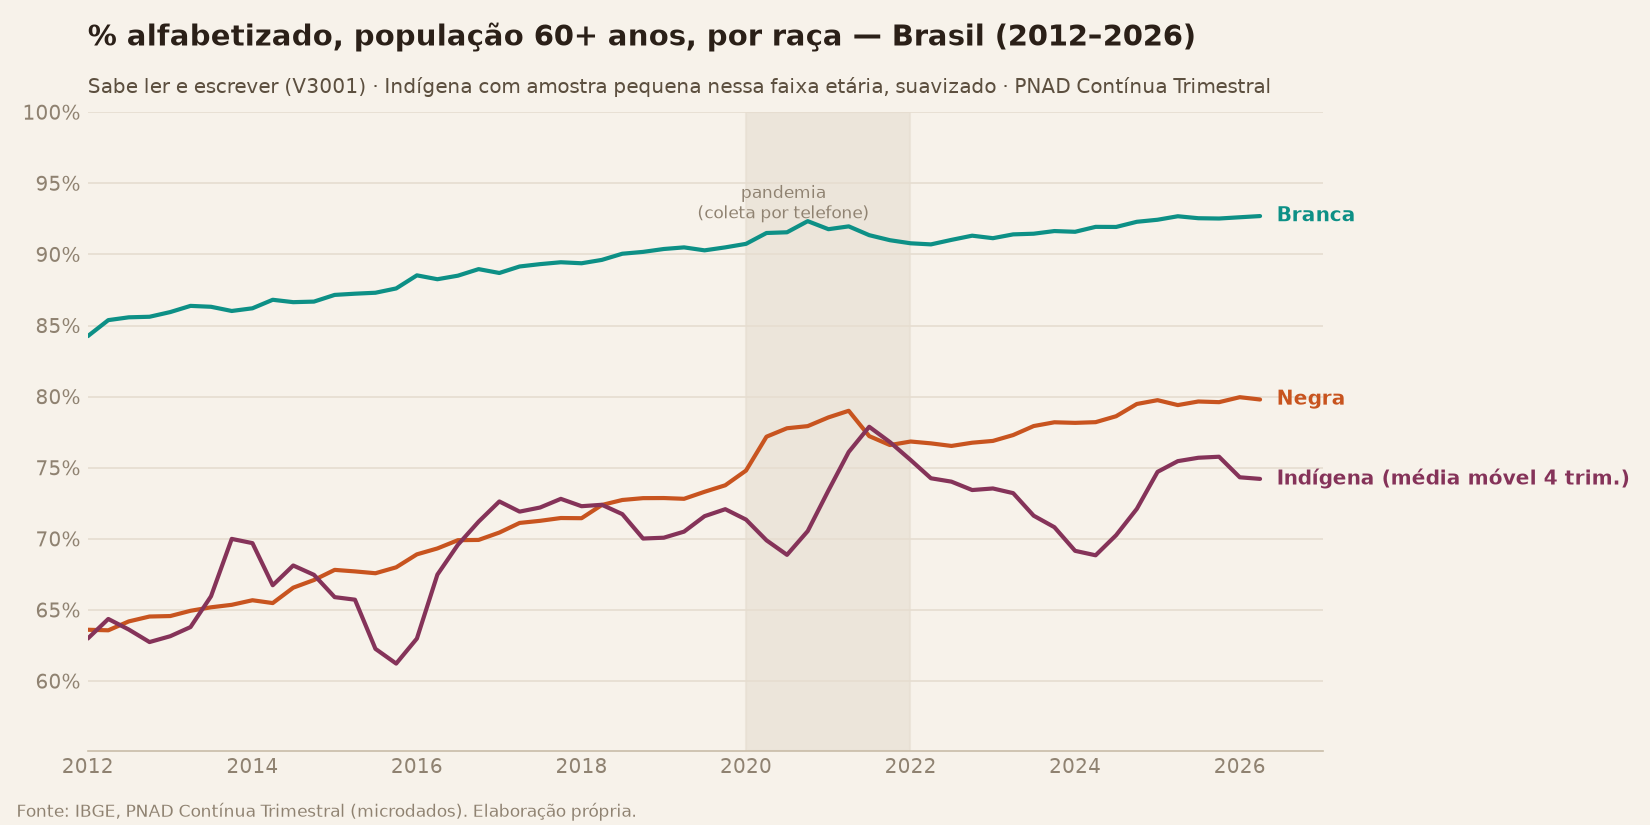 % alfabetizado, população 60+ anos, por raça — Brasil (2012–2026)
Sabe ler e escrever (V3001) · Indígena com amostra pequena nessa faixa etária, suavizado · PNAD Contínua Trimestral
100%
95%
pandemia
(coleta por telefone)
Branca
90%
85%
80%
Negra
75%
Indígena (média móvel 4 trim.)
70%
65%
60%
2012 2014 2016 2018 2020 2022 2024 2026
Fonte: IBGE, PNAD Contínua Trimestral (microdados). Elaboração própria.